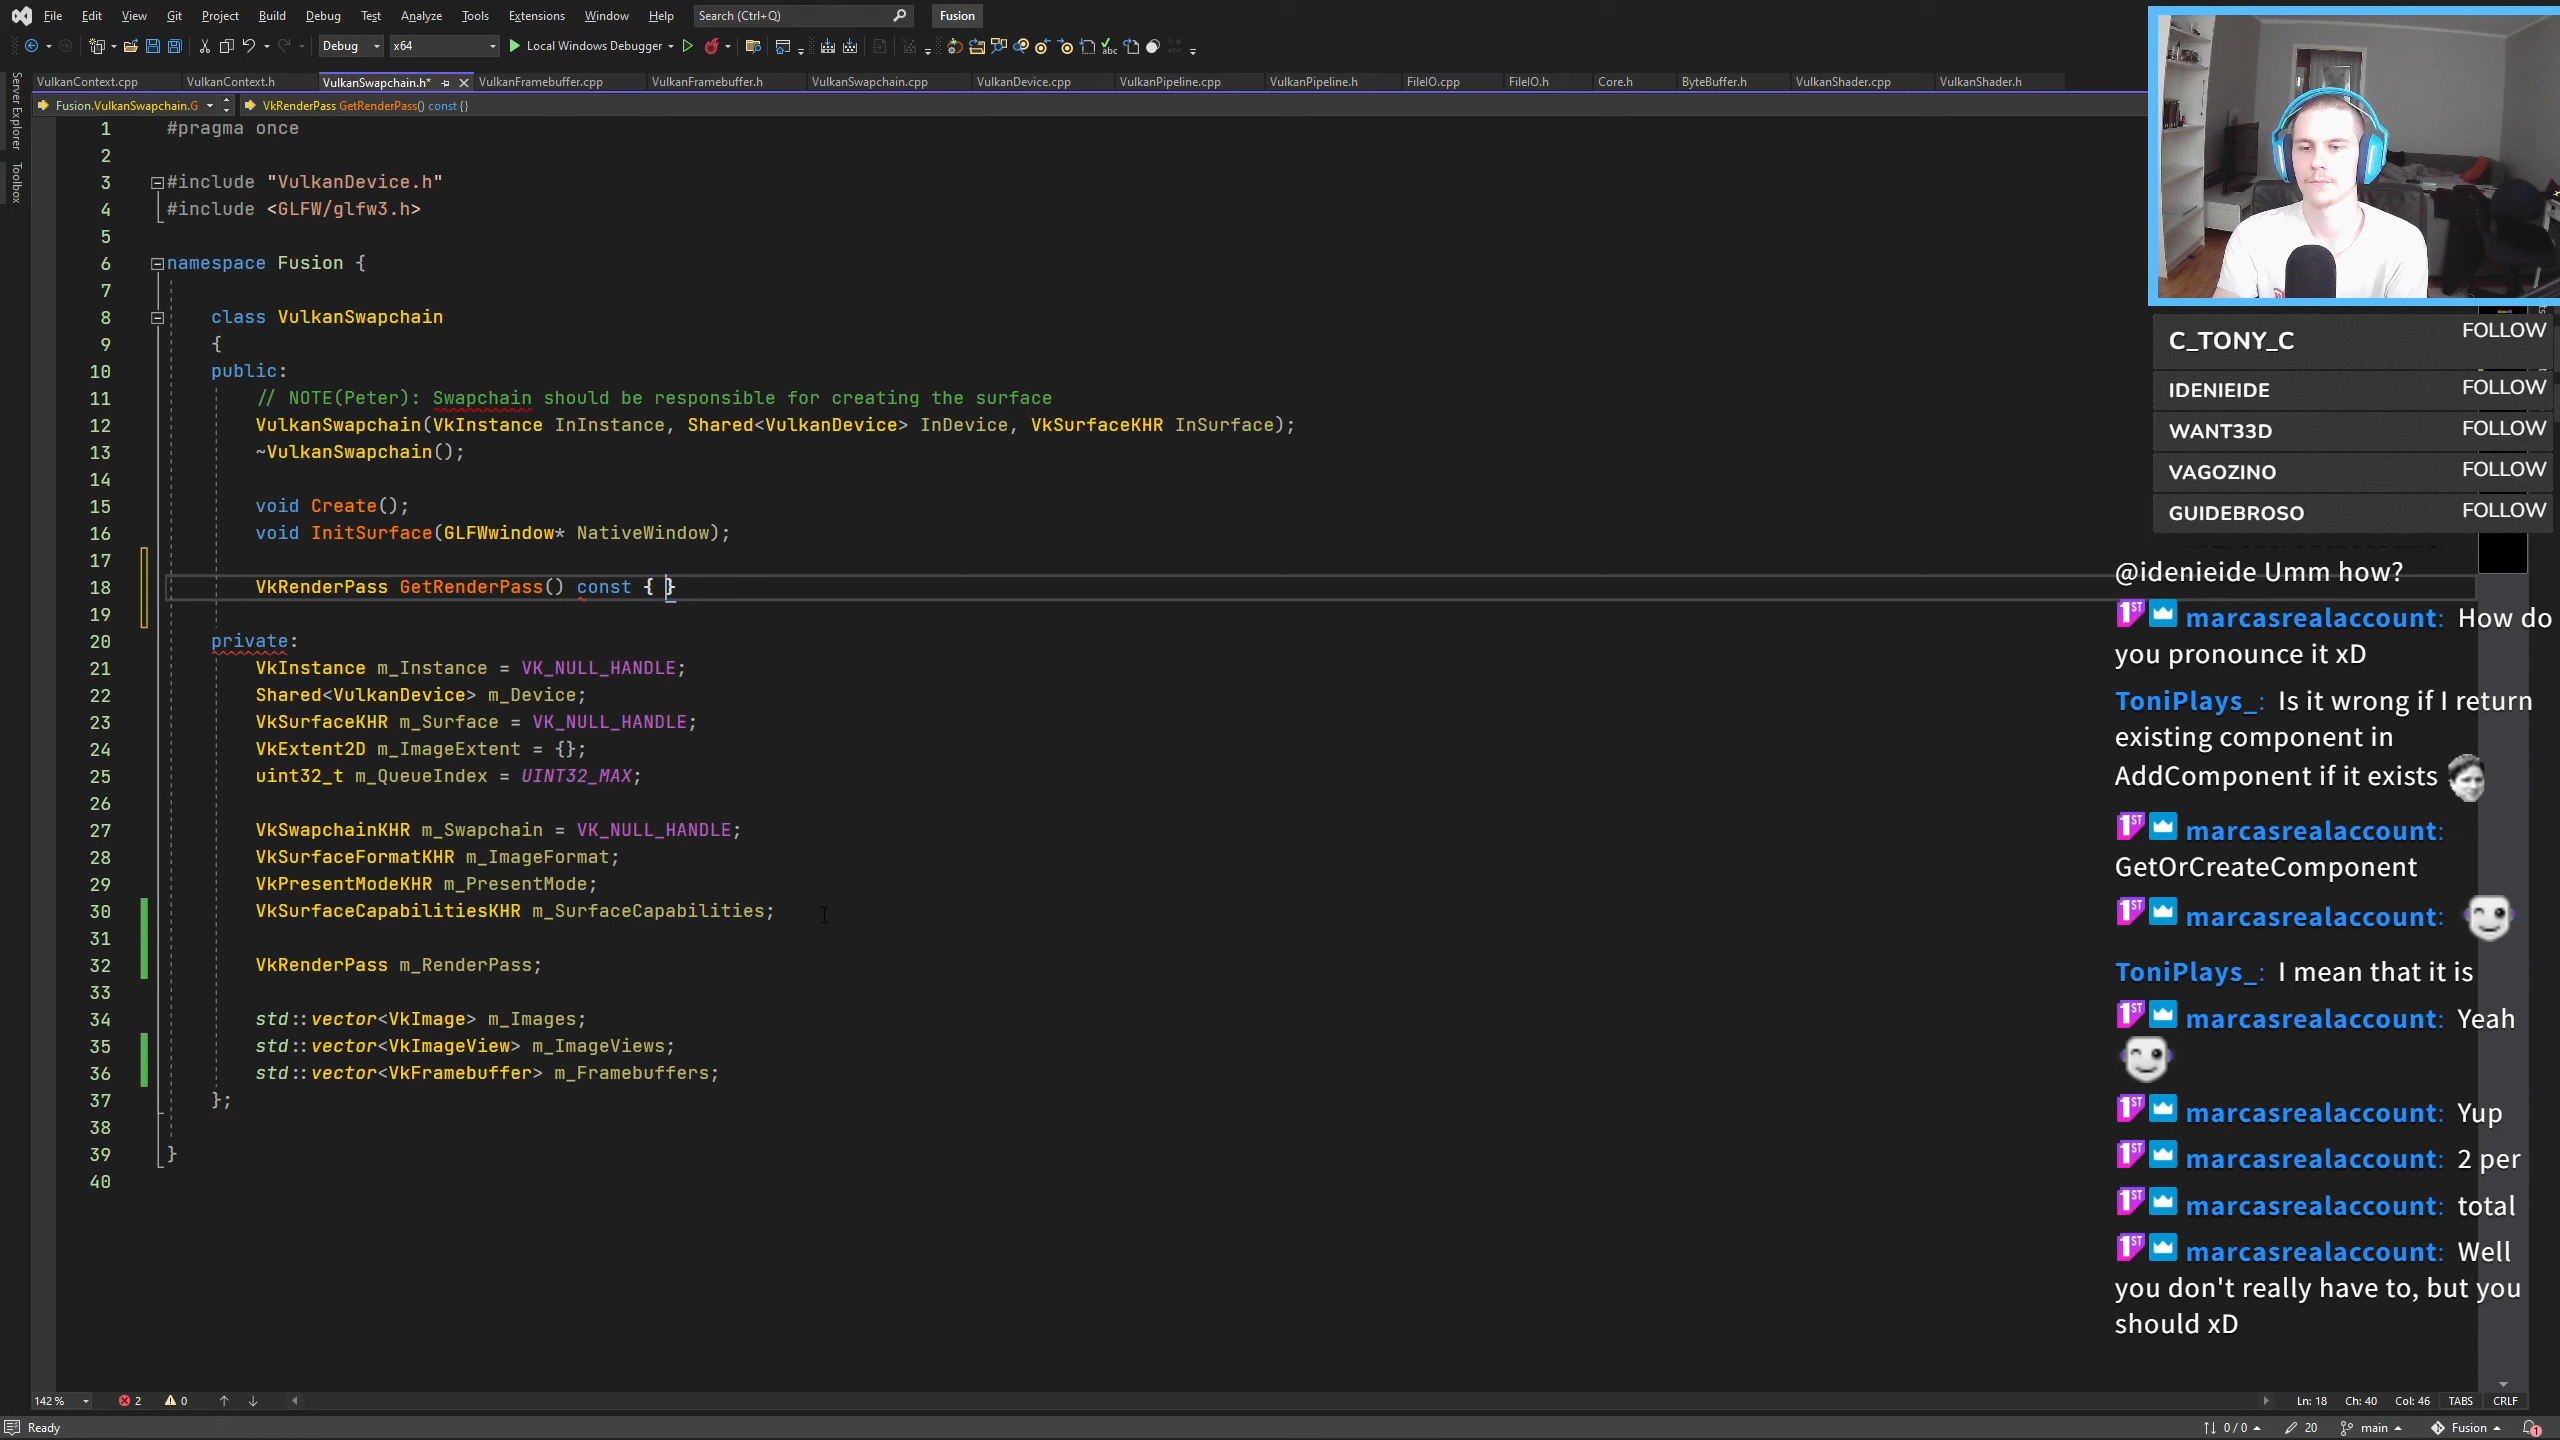 File Edit View Git Project Build Debug Test Analyze Tools Extensions Window Help Search (Ctrl+Q) Fusion
Debug x64 Local Windows Debugger
VulkanContext.cpp VulkanContext.h VulkanSwapchain.h* VulkanFramebuffer.cpp VulkanFramebuffer.h VulkanSwapchain.cpp VulkanDevice.cpp VulkanPipeline.cpp VulkanPipeline.h FileIO.cpp FileIO.h Core.h ByteBuffer.h VulkanShader.cpp VulkanShader.h
Fusion.VulkanSwapchain.G VkRenderPass GetRenderPass() const {}
Server Explorer
Toolbox
1 #pragma once
2
3 #include "VulkanDevice.h"
4 #include <GLFW/glfw3.h>
5
6 namespace Fusion {
7
8 class VulkanSwapchain
9 {
10 public:
11 // NOTE(Peter): Swapchain should be responsible for creating the surface
12 VulkanSwapchain(VkInstance InInstance, Shared<VulkanDevice> InDevice, VkSurfaceKHR InSurface);
13 ~VulkanSwapchain();
14
15 void Create();
16 void InitSurface(GLFWwindow* NativeWindow);
17
18 VkRenderPass GetRenderPass() const { }
19
20 private:
21 VkInstance m_Instance = VK_NULL_HANDLE;
22 Shared<VulkanDevice> m_Device;
23 VkSurfaceKHR m_Surface = VK_NULL_HANDLE;
24 VkExtent2D m_ImageExtent = {};
25 uint32_t m_QueueIndex = UINT32_MAX;
26
27 VkSwapchainKHR m_Swapchain = VK_NULL_HANDLE;
28 VkSurfaceFormatKHR m_ImageFormat;
29 VkPresentModeKHR m_PresentMode;
30 VkSurfaceCapabilitiesKHR m_SurfaceCapabilities;
31
32 VkRenderPass m_RenderPass;
33
34 std::vector<VkImage> m_Images;
35 std::vector<VkImageView> m_ImageViews;
36 std::vector<VkFramebuffer> m_Framebuffers;
37 };
38
39 }
40
C_TONY_C FOLLOW
IDENIEIDE FOLLOW
WANT33D FOLLOW
VAGOZINO FOLLOW
GUIDEBROSO FOLLOW
@idenieide Umm how?
1ST marcasrealaccount: How do
you pronounce it xD
ToniPlays_: Is it wrong if I return
existing component in
AddComponent if it exists
1ST marcasrealaccount:
GetOrCreateComponent
1ST marcasrealaccount:
ToniPlays_: I mean that it is
1ST marcasrealaccount: Yeah
1ST marcasrealaccount: Yup
1ST marcasrealaccount: 2 per
1ST marcasrealaccount: total
1ST marcasrealaccount: Well
you don't really have to, but you
should xD
142 % 2 0 Ln: 18 Ch: 40 Col: 46 TABS CRLF
Ready 0 / 0 20 main Fusion 1